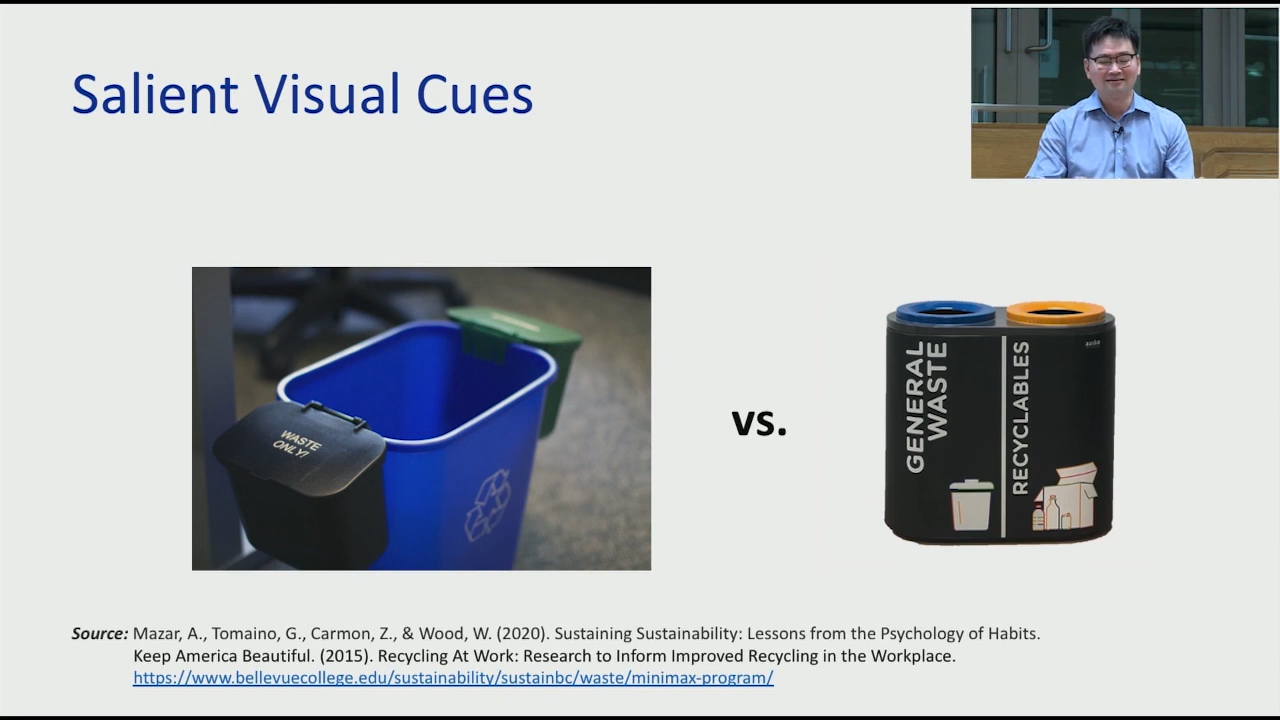 Salient Visual Cues
WASTE
ONLY!
vs.
GENERAL
WASTE
RECYCLABLES
Source: Mazar, A., Tomaino, G., Carmon, Z., & Wood, W. (2020). Sustaining Sustainability: Lessons from the Psychology of Habits.
Keep America Beautiful. (2015). Recycling At Work: Research to Inform Improved Recycling in the Workplace.
https://www.bellevuecollege.edu/sustainability/sustainbc/waste/minimax-program/